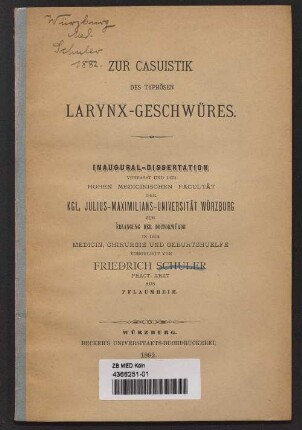 Würzburg
Schuler
1882.
ZUR CASUISTIK
DES TYPHÖSEN
LARYNX-GESCHWÜRES.
INAUGURAL-DISSERTATION
VERFASST UND DER
HOHEN MEDICINISCHEN FACULTÄT
DER
KGL. JULIUS-MAXIMILIANS-UNIVERSITÄT WÜRZBURG
ZUR
ERLANGUNG DER DOCTORWÜRDE
IN DER
MEDICIN, CHIRURGIE UND GEBURTSHUELFE
VORGELEGT VON
FRIEDRICH SCHULER
PRACT. ARZT
AUS
PFLAUMHEIM.
WÜRZBURG.
BECKER'S UNIVERSITAETS-BUCHDRUCKEREI.
1882.
ZB MED Köln
4366251-01